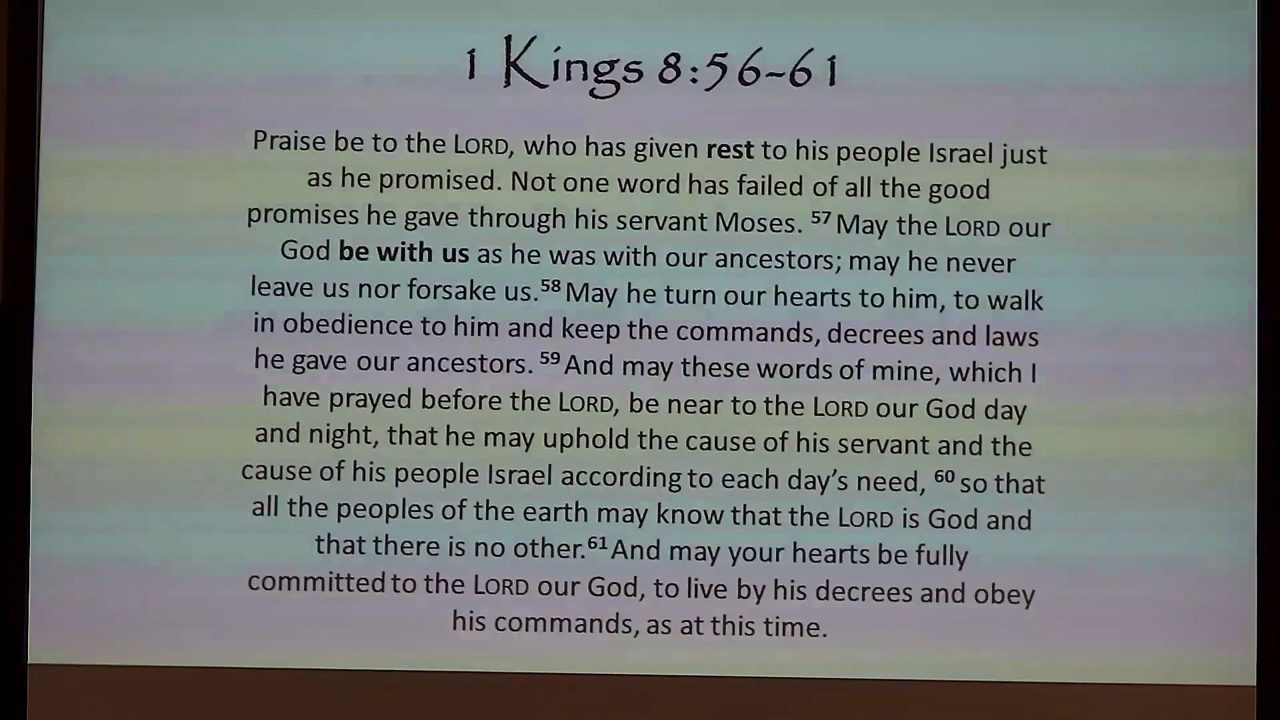 1 Kings 8:56-61
Praise be to the LORD, who has given rest to his people Israel just
as he promised. Not one word has failed of all the good
promises he gave through his servant Moses. 57 May the LORD our
God be with us as he was with our ancestors; may he never
leave us nor forsake us.58 May he turn our hearts to him, to walk
in obedience to him and keep the commands, decrees and laws
he gave our ancestors. 59 And may these words of mine, which I
have prayed before the LORD, be near to the LORD our God day
and night, that he may uphold the cause of his servant and the
cause of his people Israel according to each day’s need, 60 so that
all the peoples of the earth may know that the LORD is God and
that there is no other.61 And may your hearts be fully
committed to the LORD our God, to live by his decrees and obey
his commands, as at this time.